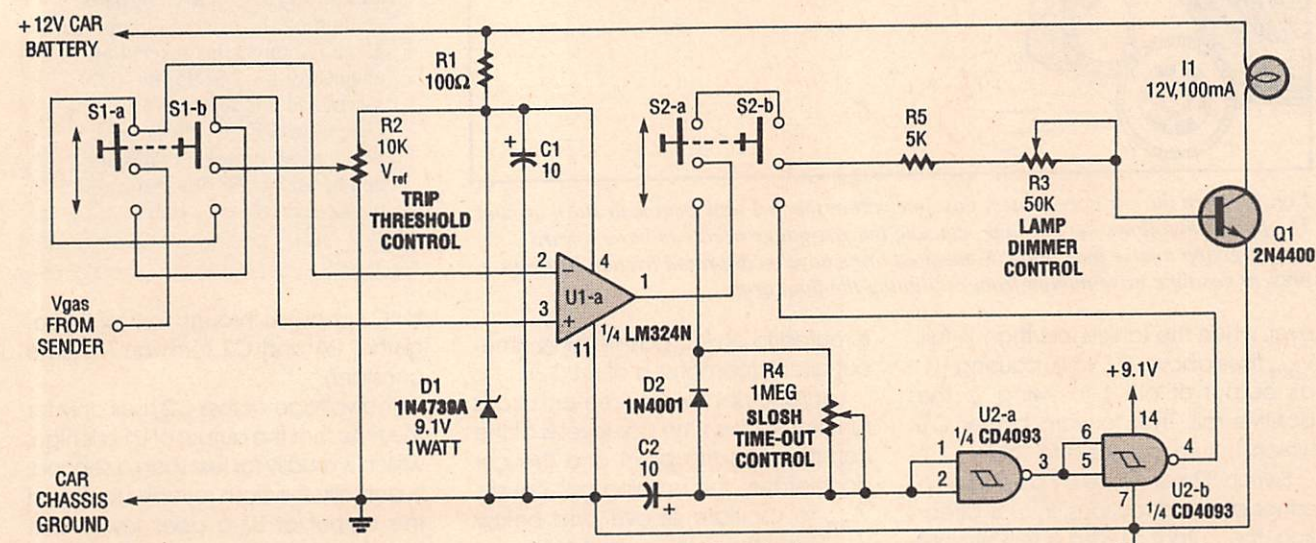 +12V CAR
BATTERY
R1
100Ω
I1
12V,100mA
S1-a
S1-b
R2
10K
Vref
TRIP
THRESHOLD
CONTROL
+
C1
10
S2-a
S2-b
R5
5K
R3
50K
LAMP
DIMMER
CONTROL
Q1
2N4400
Vgas
FROM
SENDER
2
−
4
U1-a
1
3
+
11
1/4 LM324N
D1
1N4739A
9.1V
1WATT
D2
1N4001
R4
1MEG
SLOSH
TIME-OUT
CONTROL
C2
10
+
+9.1V
14
U2-a
1/4 CD4093
1
2
3
6
5
4
7
U2-b
1/4 CD4093
CAR
CHASSIS
GROUND